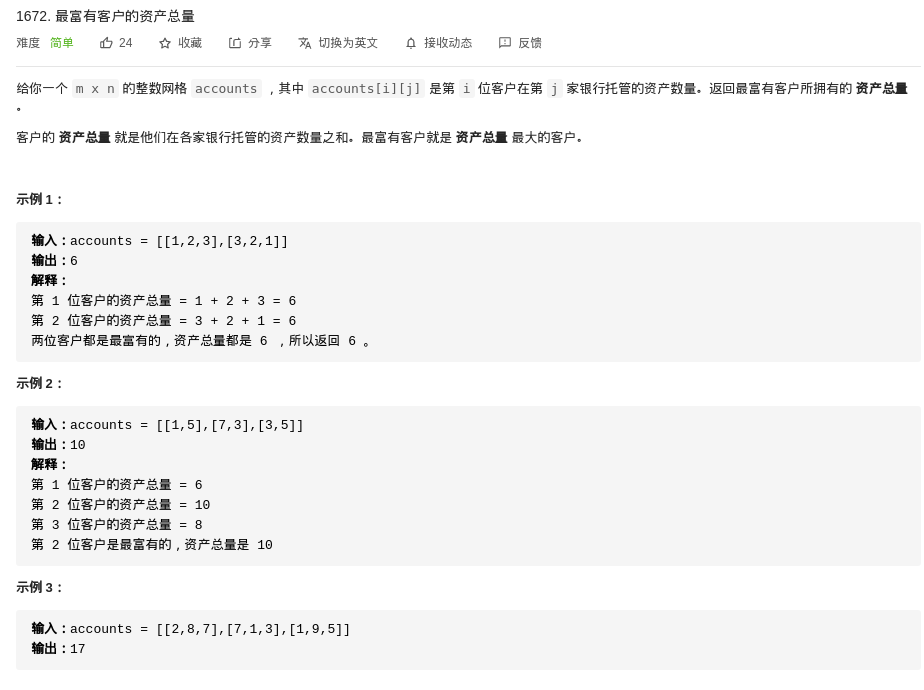 1672. 最富有客户的资产总量
难度 简单 24 收藏 分享 切换为英文 接收动态 反馈
给你一个 m x n 的整数网格 accounts ，其中 accounts[i][j] 是第 i 位客户在第 j 家银行托管的资产数量。返回最富有客户所拥有的 资产总量
。
客户的 资产总量 就是他们在各家银行托管的资产数量之和。最富有客户就是 资产总量 最大的客户。
示例 1：
输入：accounts = [[1,2,3],[3,2,1]]
输出：6
解释：
第 1 位客户的资产总量 = 1 + 2 + 3 = 6
第 2 位客户的资产总量 = 3 + 2 + 1 = 6
两位客户都是最富有的，资产总量都是 6 ，所以返回 6 。
示例 2：
输入：accounts = [[1,5],[7,3],[3,5]]
输出：10
解释：
第 1 位客户的资产总量 = 6
第 2 位客户的资产总量 = 10
第 3 位客户的资产总量 = 8
第 2 位客户是最富有的，资产总量是 10
示例 3：
输入：accounts = [[2,8,7],[7,1,3],[1,9,5]]
输出：17